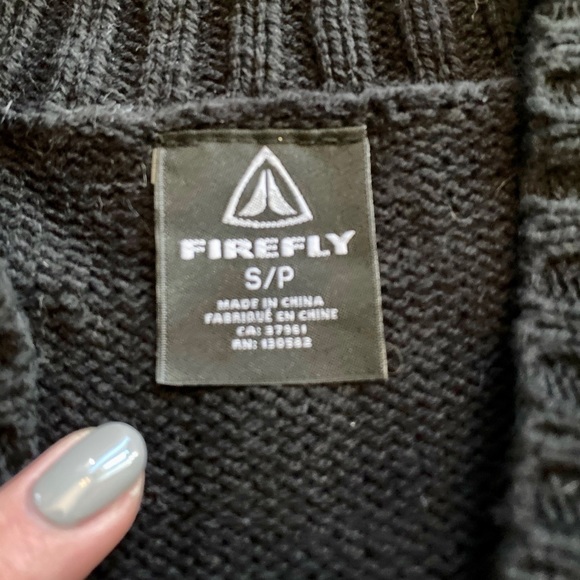 FIREFLY
S/P
MADE IN CHINA
FABRIQUÉ EN CHINE
CA: 37961
RN: 130562